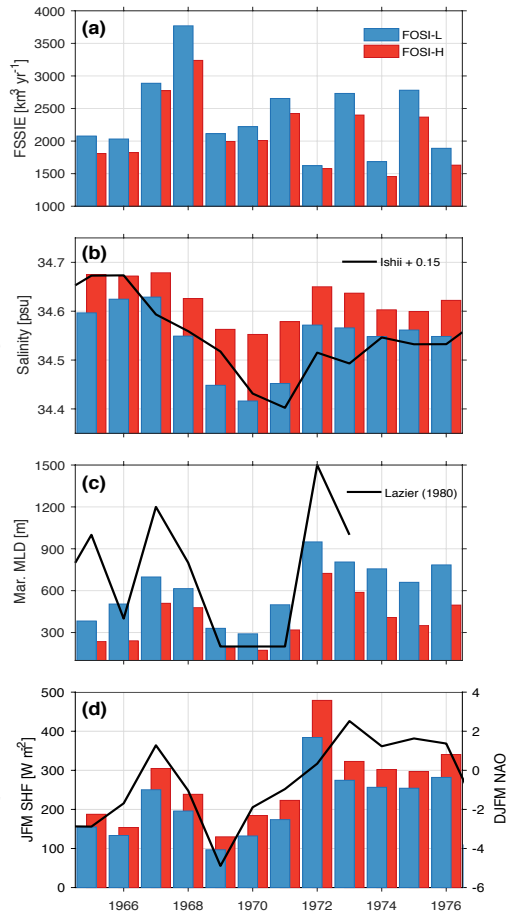 (a)
FOSI-L
FOSI-H
FSSIE [km³ yr⁻¹]
4000
3500
3000
2500
2000
1500
1000
(b)
Ishii + 0.15
Salinity [psu]
34.7
34.6
34.5
34.4
(c)
Lazier (1980)
Mar. MLD [m]
1500
1200
900
600
300
(d)
JFM SHF [W m⁻²]
500
400
300
200
100
0
DJFM NAO
4
2
0
-2
-4
-6
1966 1968 1970 1972 1974 1976